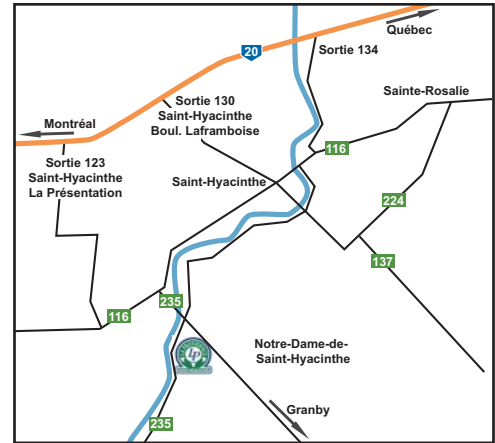 Québec
20
Sortie 134
Sainte-Rosalie
Sortie 130
Saint-Hyacinthe
Boul. Laframboise
Montréal
116
Sortie 123
Saint-Hyacinthe
La Présentation
Saint-Hyacinthe
224
137
235
116
Notre-Dame-de-
Saint-Hyacinthe
LP
Granby
235